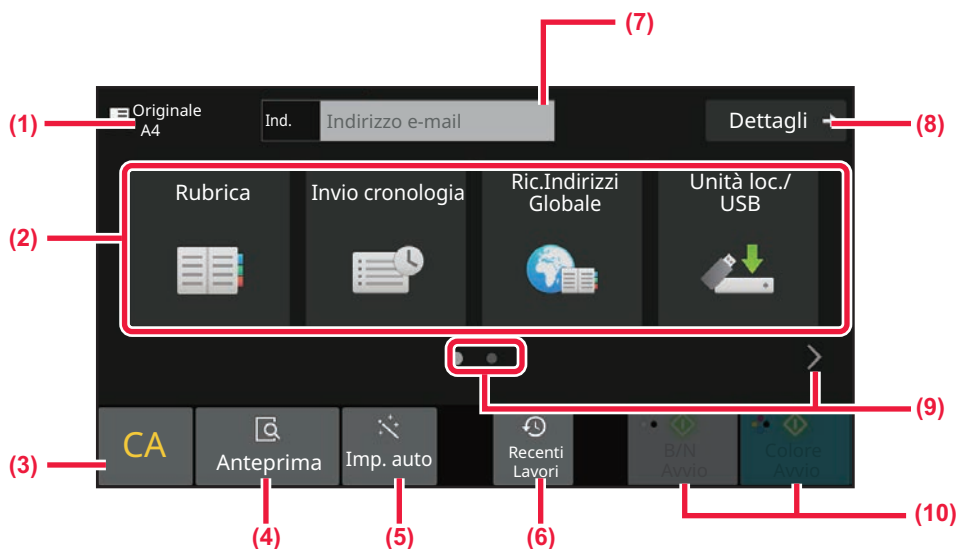 (7)
(1)
Originale
A4
Ind.
Indirizzo e-mail
Dettagli
(8)
(2)
Rubrica
Invio cronologia
Ric.Indirizzi
Globale
Unità loc./
USB
(9)
(3)
CA
Anteprima
Imp. auto
Recenti
Lavori
B/N
Avvio
Colore
Avvio
(10)
(4)
(5)
(6)